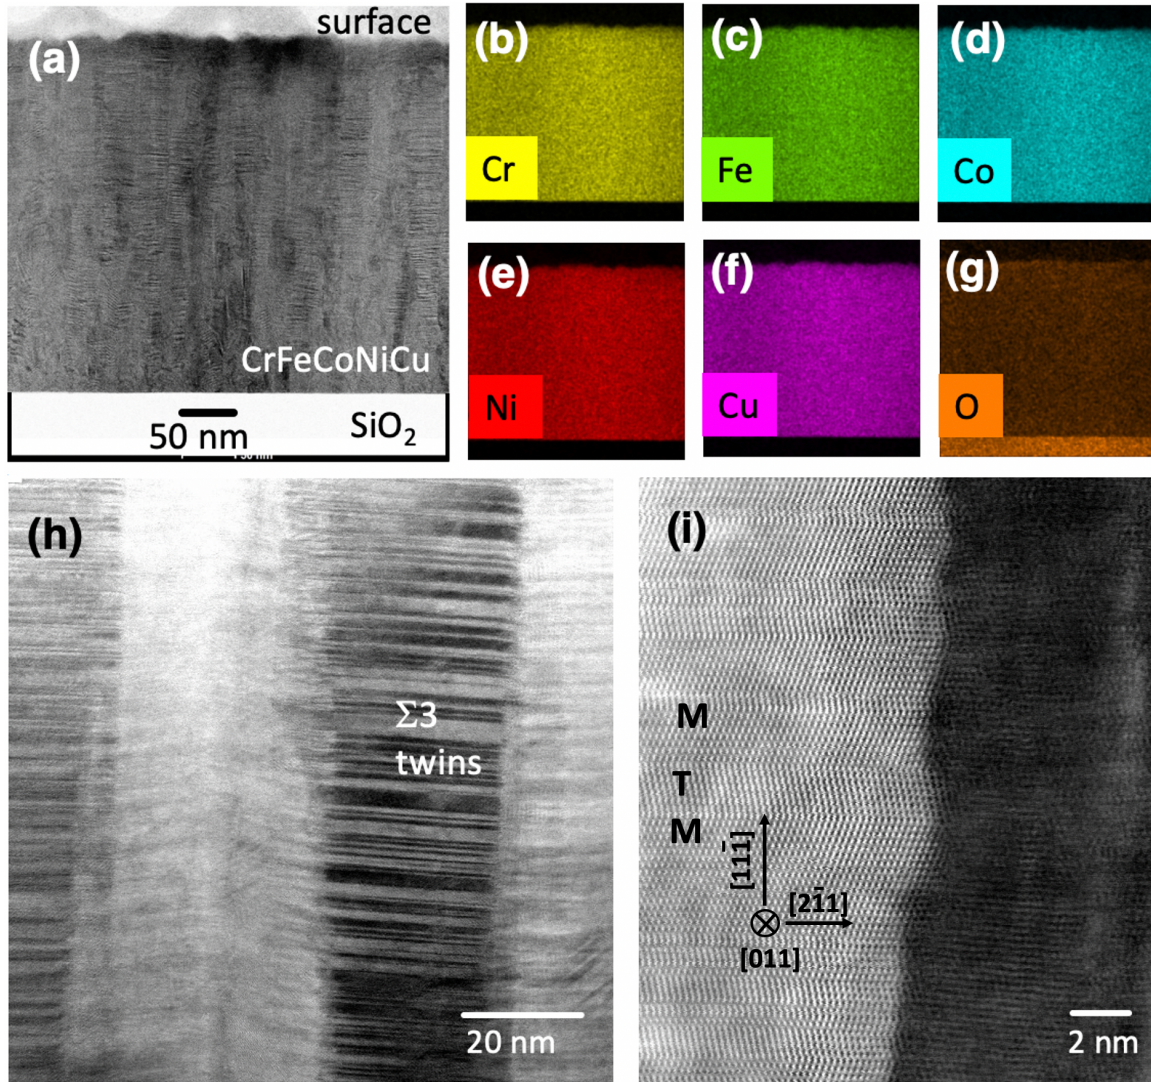 surface
(a)
CrFeCoNiCu
50 nm
SiO₂
(b)
Cr
(c)
Fe
(d)
Co
(e)
Ni
(f)
Cu
(g)
O
(h)
Σ3
twins
20 nm
(i)
M
T
M
[111̄]
[21̄1]
[011]
2 nm